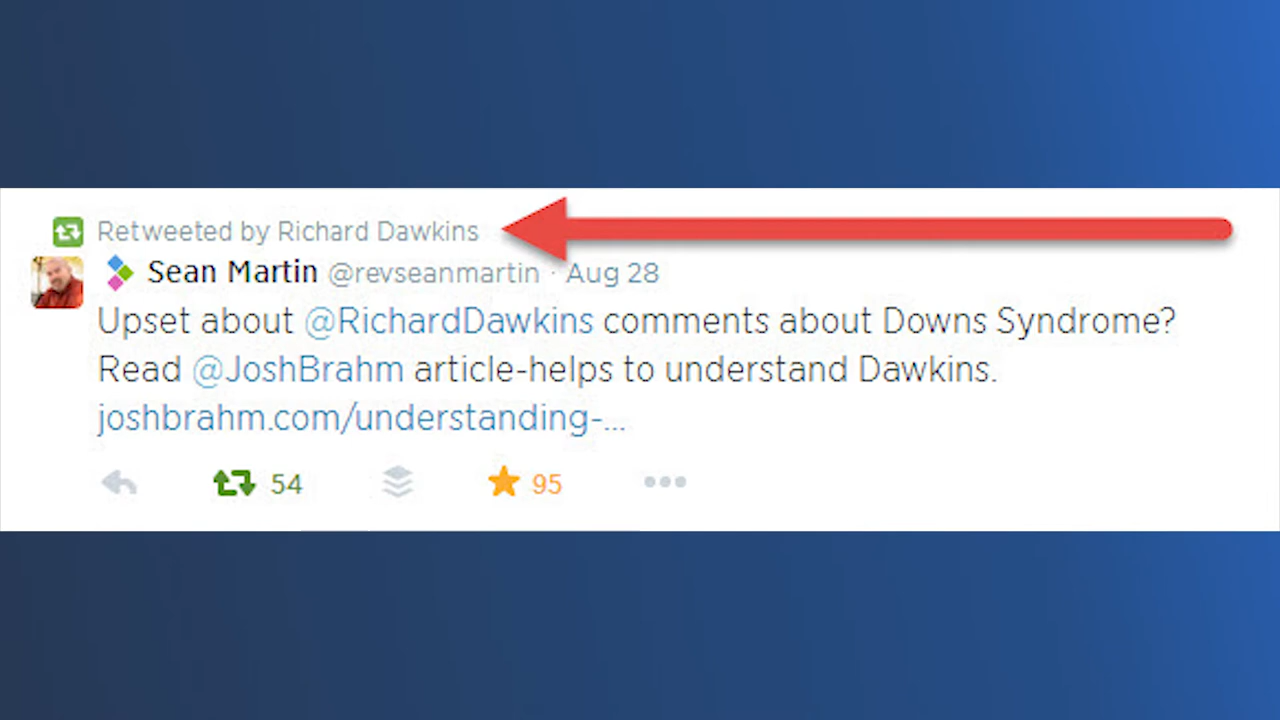 Retweeted by Richard Dawkins
Sean Martin @revseanmartin · Aug 28
Upset about @RichardDawkins comments about Downs Syndrome?
Read @JoshBrahm article-helps to understand Dawkins.
joshbrahm.com/understanding-...
54 95